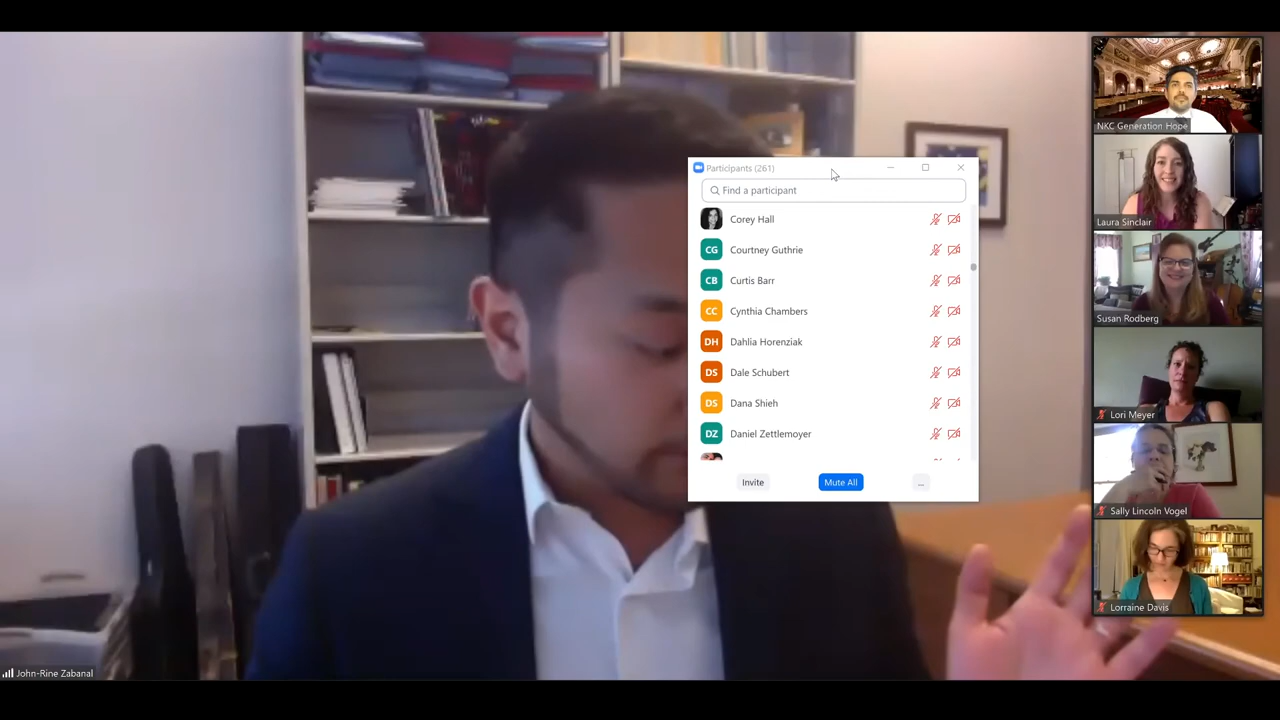 Participants (261)
Find a participant
Corey Hall
CG Courtney Guthrie
CB Curtis Barr
CC Cynthia Chambers
DH Dahlia Horenziak
DS Dale Schubert
DS Dana Shieh
DZ Daniel Zettlemoyer
Invite
Mute All
...
NKC Generation Hope
Laura Sinclair
Susan Rodberg
Lori Meyer
Sally Lincoln Vogel
Lorraine Davis
John-Rine Zabanal